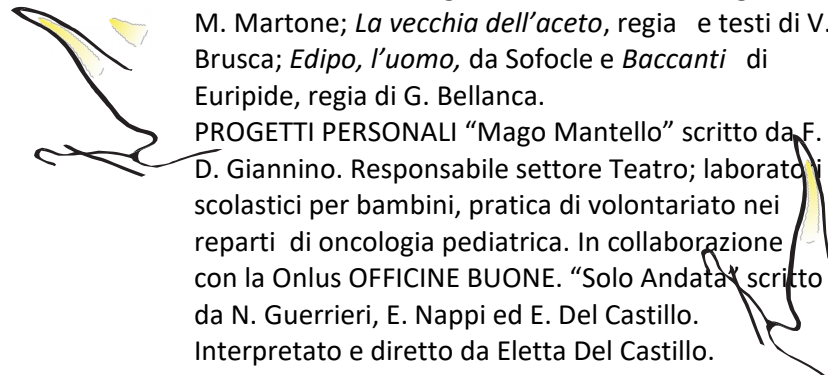 M. Martone; La vecchia dell’aceto, regia e testi di V.
Brusca; Edipo, l’uomo, da Sofocle e Baccanti di
Euripide, regia di G. Bellanca.
PROGETTI PERSONALI “Mago Mantello” scritto da F.
D. Giannino. Responsabile settore Teatro; laboratori
scolastici per bambini, pratica di volontariato nei
reparti di oncologia pediatrica. In collaborazione
con la Onlus OFFICINE BUONE. “Solo Andata” scritto
da N. Guerrieri, E. Nappi ed E. Del Castillo.
Interpretato e diretto da Eletta Del Castillo.